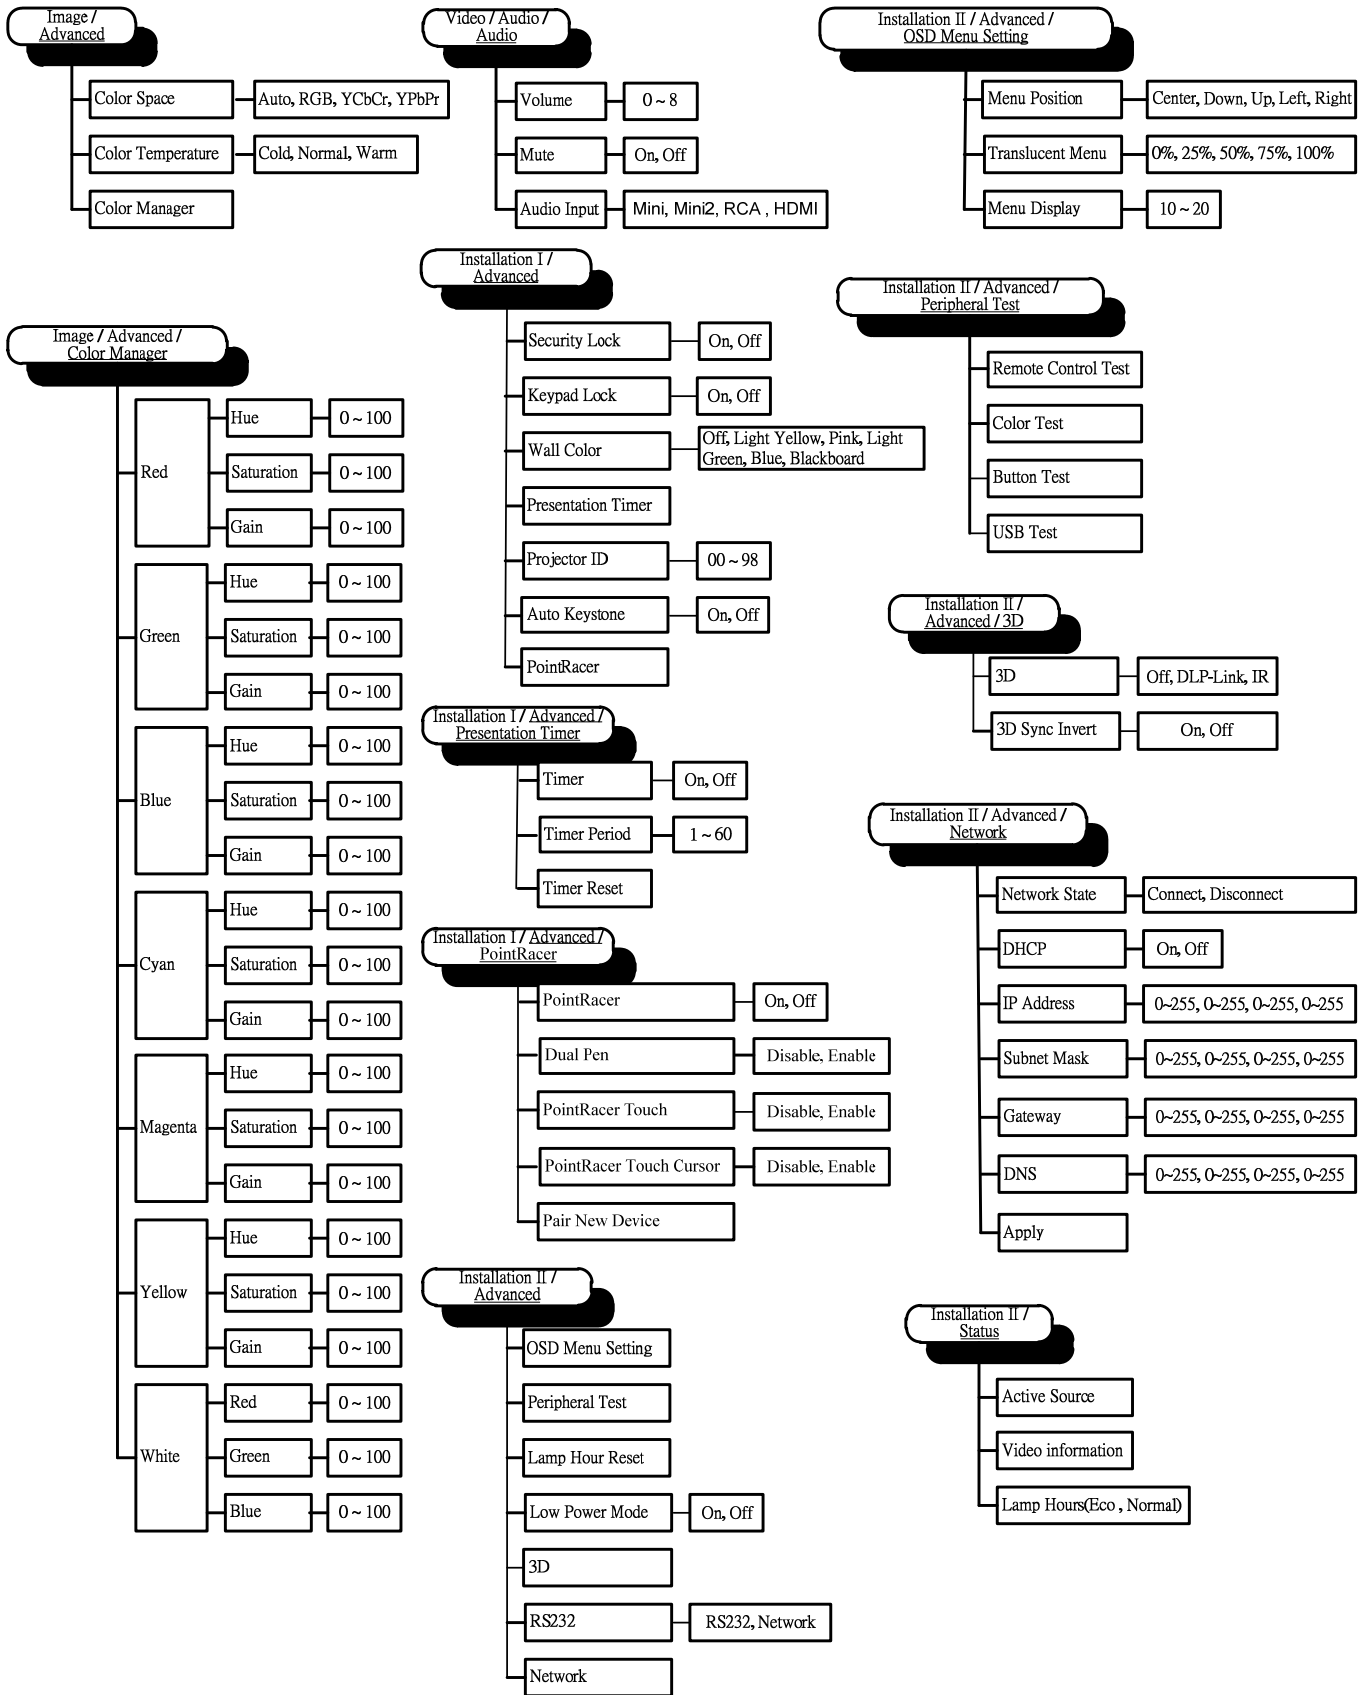 Image / 
Advanced
Color Space
Auto, RGB, YCbCr, YPbPr
Color Temperature
Cold, Normal, Warm
Color Manager
Image / Advanced /
Color Manager
Red
Hue
0 ~ 100
Saturation
0 ~ 100
Gain
0 ~ 100
Green
Hue
0 ~ 100
Saturation
0 ~ 100
Gain
0 ~ 100
Blue
Hue
0 ~ 100
Saturation
0 ~ 100
Gain
0 ~ 100
Cyan
Hue
0 ~ 100
Saturation
0 ~ 100
Gain
0 ~ 100
Magenta
Hue
0 ~ 100
Saturation
0 ~ 100
Gain
0 ~ 100
Yellow
Hue
0 ~ 100
Saturation
0 ~ 100
Gain
0 ~ 100
White
Red
0 ~ 100
Green
0 ~ 100
Blue
0 ~ 100
Video / Audio /
Audio
Volume
0 ~ 8
Mute
On, Off
Audio Input
Mini, Mini2, RCA , HDMI
Installation I /
Advanced
Security Lock
On, Off
Keypad Lock
On, Off
Wall Color
Off, Light Yellow, Pink, Light
Green, Blue, Blackboard
Presentation Timer
Projector ID
00 ~ 98
Auto Keystone
On, Off
PointRacer
Installation I / Advanced /
Presentation Timer
Timer
On, Off
Timer Period
1 ~ 60
Timer Reset
Installation I / Advanced /
PointRacer
PointRacer
On, Off
Dual Pen
Disable, Enable
PointRacer Touch
Disable, Enable
PointRacer Touch Cursor
Disable, Enable
Pair New Device
Installation II /
Advanced
OSD Menu Setting
Peripheral Test
Lamp Hour Reset
Low Power Mode
On, Off
3D
RS232
RS232, Network
Network
Installation II / Advanced /
OSD Menu Setting
Menu Position
Center, Down, Up, Left, Right
Translucent Menu
0%, 25%, 50%, 75%, 100%
Menu Display
10 ~ 20
Installation II / Advanced /
Peripheral Test
Remote Control Test
Color Test
Button Test
USB Test
Installation II /
Advanced / 3D
3D
Off, DLP-Link, IR
3D Sync Invert
On, Off
Installation II / Advanced /
Network
Network State
Connect, Disconnect
DHCP
On, Off
IP Address
0~255, 0~255, 0~255, 0~255
Subnet Mask
0~255, 0~255, 0~255, 0~255
Gateway
0~255, 0~255, 0~255, 0~255
DNS
0~255, 0~255, 0~255, 0~255
Apply
Installation II /
Status
Active Source
Video information
Lamp Hours(Eco , Normal)